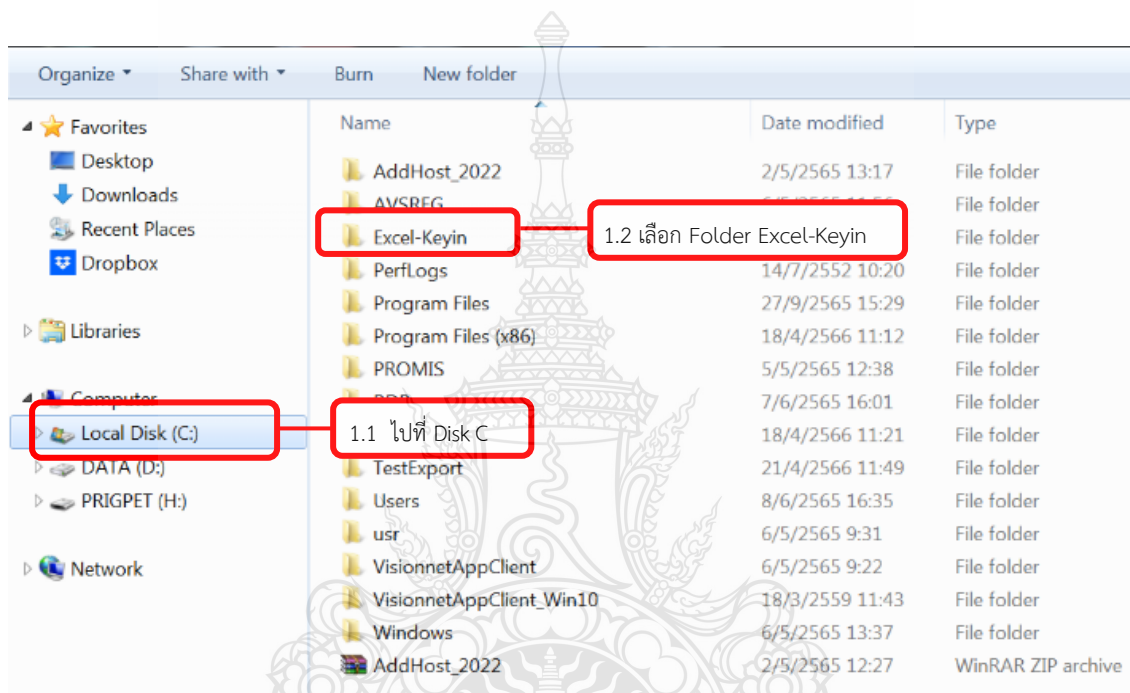 Organize Share with Burn New folder
Favorites
Desktop
Downloads
Recent Places
Dropbox
Libraries
Computer
Local Disk (C:)
DATA (D:)
PRIGPET (H:)
Network
Name Date modified Type
AddHost_2022 2/5/2565 13:17 File folder
AVSREG File folder
Excel-Keyin File folder
1.2 เลือก Folder Excel-Keyin
PerfLogs 14/7/2552 10:20 File folder
Program Files 27/9/2565 15:29 File folder
Program Files (x86) 18/4/2566 11:12 File folder
PROMIS 5/5/2565 12:38 File folder
7/6/2565 16:01 File folder
1.1 ไปที่ Disk C
18/4/2566 11:21 File folder
TestExport 21/4/2566 11:49 File folder
Users 8/6/2565 16:35 File folder
usr 6/5/2565 9:31 File folder
VisionnetAppClient 6/5/2565 9:22 File folder
VisionnetAppClient_Win10 18/3/2559 11:43 File folder
Windows 6/5/2565 13:37 File folder
AddHost_2022 2/5/2565 12:27 WinRAR ZIP archive